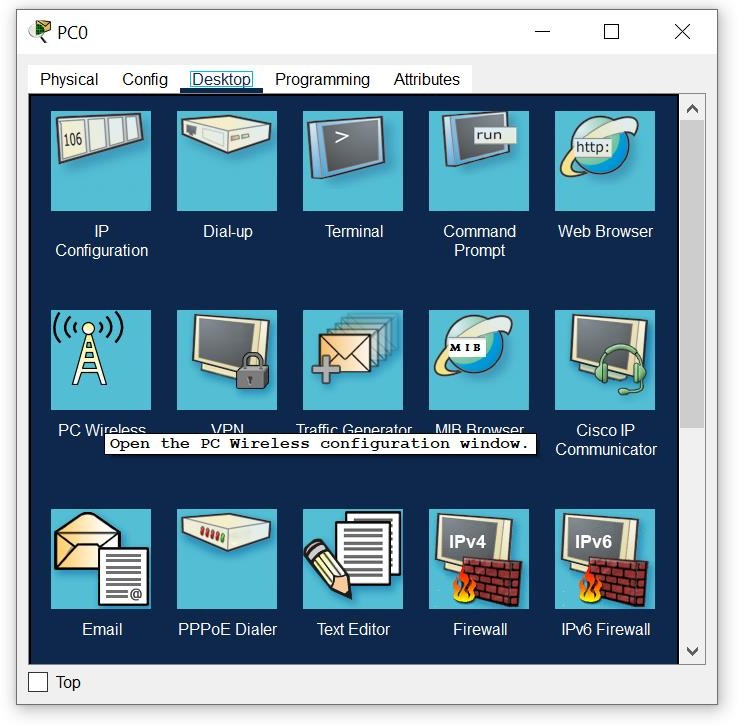 PC0
Physical Config Desktop Programming Attributes
106
>
run
http:
IP Configuration
Dial-up
Terminal
Command Prompt
Web Browser
MIB
PC Wireless
VPN
Traffic Generator
MIB Browser
Cisco IP Communicator
Open the PC Wireless configuration window.
@
IPv4
IPv6
Email
PPPoE Dialer
Text Editor
Firewall
IPv6 Firewall
Top